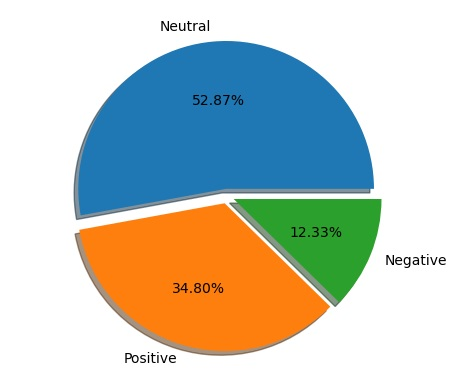 Neutral
52.87%
12.33%
Negative
34.80%
Positive